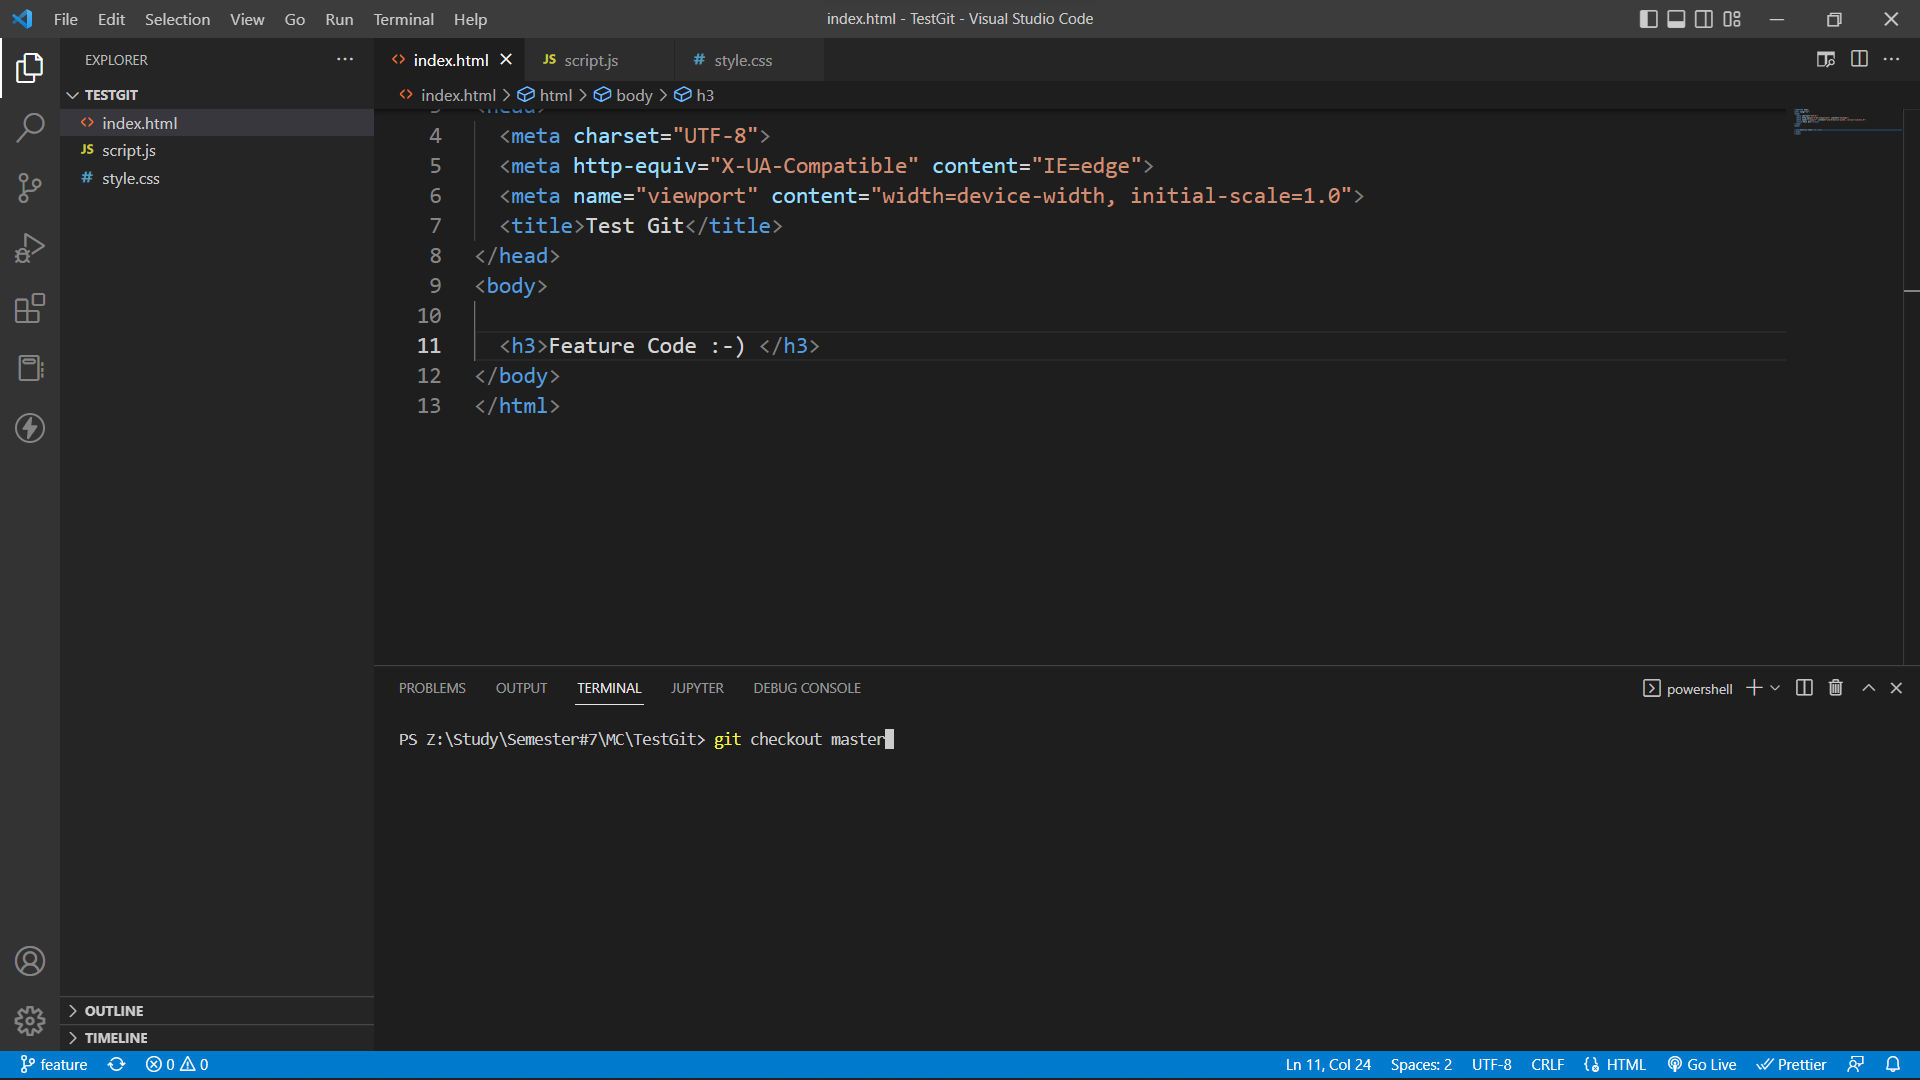 File Edit Selection View Go Run Terminal Help
index.html - TestGit - Visual Studio Code
EXPLORER
TESTGIT
index.html
JS script.js
# style.css
OUTLINE
TIMELINE
<> index.html JS script.js # style.css
<> index.html > html > body > h3
3 <head>
4 <meta charset="UTF-8">
5 <meta http-equiv="X-UA-Compatible" content="IE=edge">
6 <meta name="viewport" content="width=device-width, initial-scale=1.0">
7 <title>Test Git</title>
8 </head>
9 <body>
10
11 <h3>Feature Code :-) </h3>
12 </body>
13 </html>
PROBLEMS OUTPUT TERMINAL JUPYTER DEBUG CONSOLE
powershell
PS Z:\Study\Semester#7\MC\TestGit> git checkout master
feature 0 0 Ln 11, Col 24 Spaces: 2 UTF-8 CRLF HTML Go Live Prettier